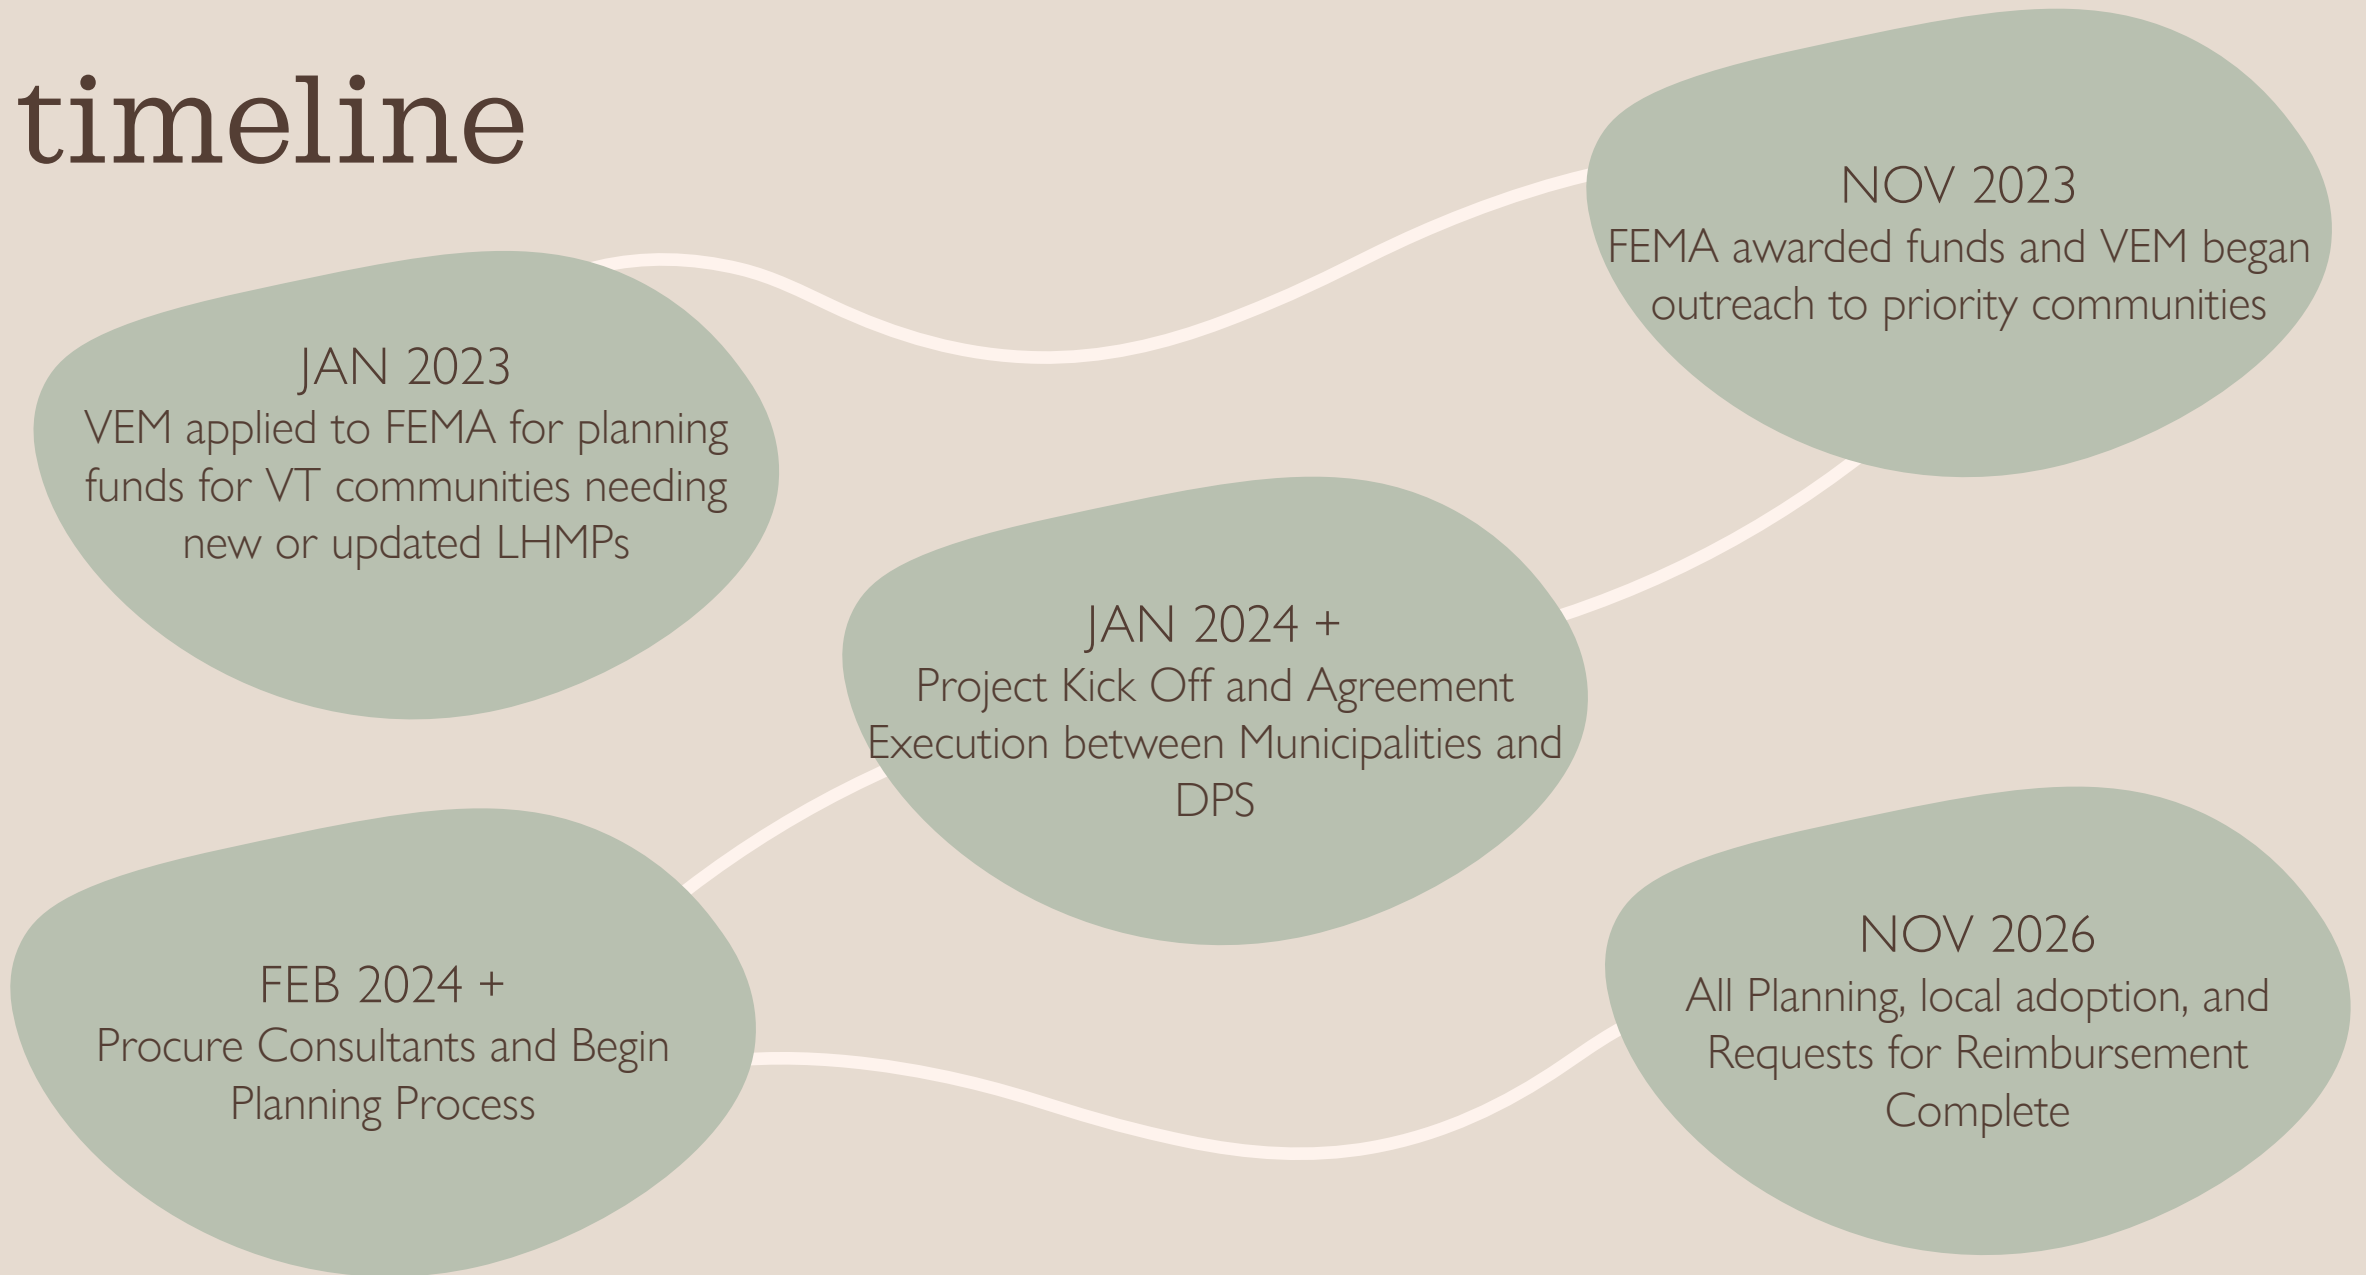 timeline
JAN 2023
VEM applied to FEMA for planning
funds for VT communities needing
new or updated LHMPs
NOV 2023
FEMA awarded funds and VEM began
outreach to priority communities
JAN 2024 +
Project Kick Off and Agreement
Execution between Municipalities and
DPS
FEB 2024 +
Procure Consultants and Begin
Planning Process
NOV 2026
All Planning, local adoption, and
Requests for Reimbursement
Complete